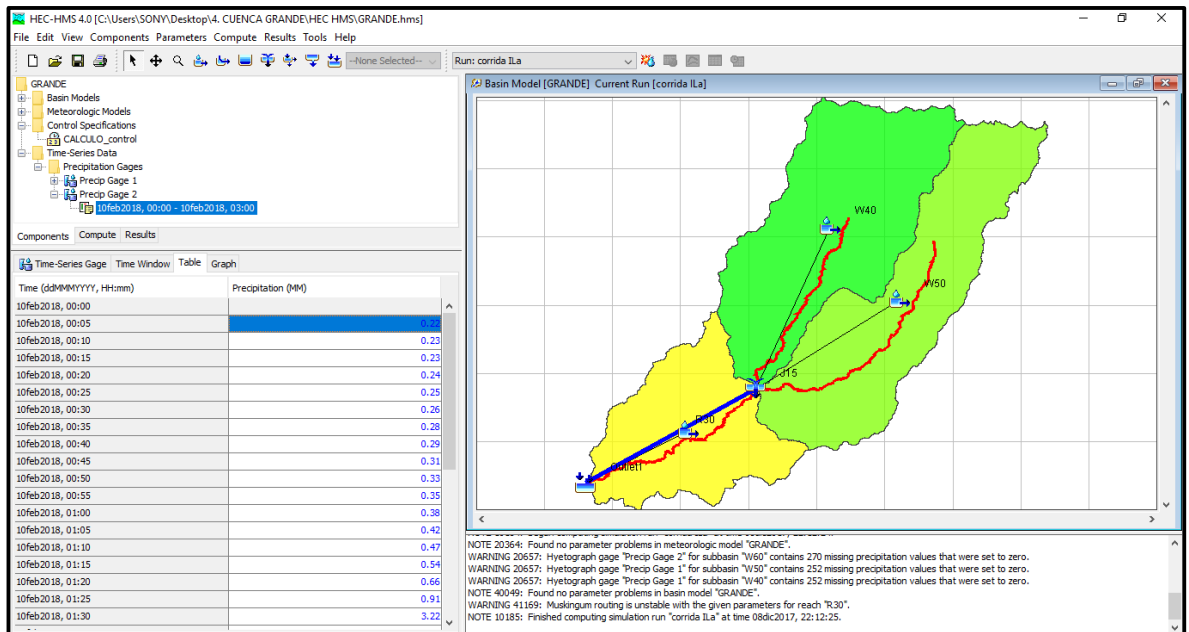 HEC-HMS 4.0 [C:\Users\SONY\Desktop\4. CUENCA GRANDE\HEC HMS\GRANDE.hms]
File Edit View Components Parameters Compute Results Tools Help
--None Selected-- Run: corrida ILa
GRANDE
Basin Models
Meteorologic Models
Control Specifications
CALCULO_control
Time-Series Data
Precipitation Gages
Precip Gage 1
Precip Gage 2
10feb2018, 00:00 - 10feb2018, 03:00
Components Compute Results
Time-Series Gage Time Window Table Graph
Time (ddMMMYYYY, HH:mm) Precipitation (MM)
10feb2018, 00:00
10feb2018, 00:05 0.22
10feb2018, 00:10 0.23
10feb2018, 00:15 0.23
10feb2018, 00:20 0.24
10feb2018, 00:25 0.25
10feb2018, 00:30 0.26
10feb2018, 00:35 0.28
10feb2018, 00:40 0.29
10feb2018, 00:45 0.31
10feb2018, 00:50 0.33
10feb2018, 00:55 0.35
10feb2018, 01:00 0.38
10feb2018, 01:05 0.42
10feb2018, 01:10 0.47
10feb2018, 01:15 0.54
10feb2018, 01:20 0.66
10feb2018, 01:25 0.91
10feb2018, 01:30 3.22
Basin Model [GRANDE] Current Run [corrida ILa]
W40
W50
J15
R30
Outlet1
NOTE 20364: Found no parameter problems in meteorologic model "GRANDE".
WARNING 20657: Hyetograph gage "Precip Gage 2" for subbasin "W60" contains 270 missing precipitation values that were set to zero.
WARNING 20657: Hyetograph gage "Precip Gage 1" for subbasin "W50" contains 252 missing precipitation values that were set to zero.
WARNING 20657: Hyetograph gage "Precip Gage 1" for subbasin "W40" contains 252 missing precipitation values that were set to zero.
NOTE 40049: Found no parameter problems in basin model "GRANDE".
WARNING 41169: Muskingum routing is unstable with the given parameters for reach "R30".
NOTE 10185: Finished computing simulation run "corrida ILa" at time 08dic2017, 22:12:25.